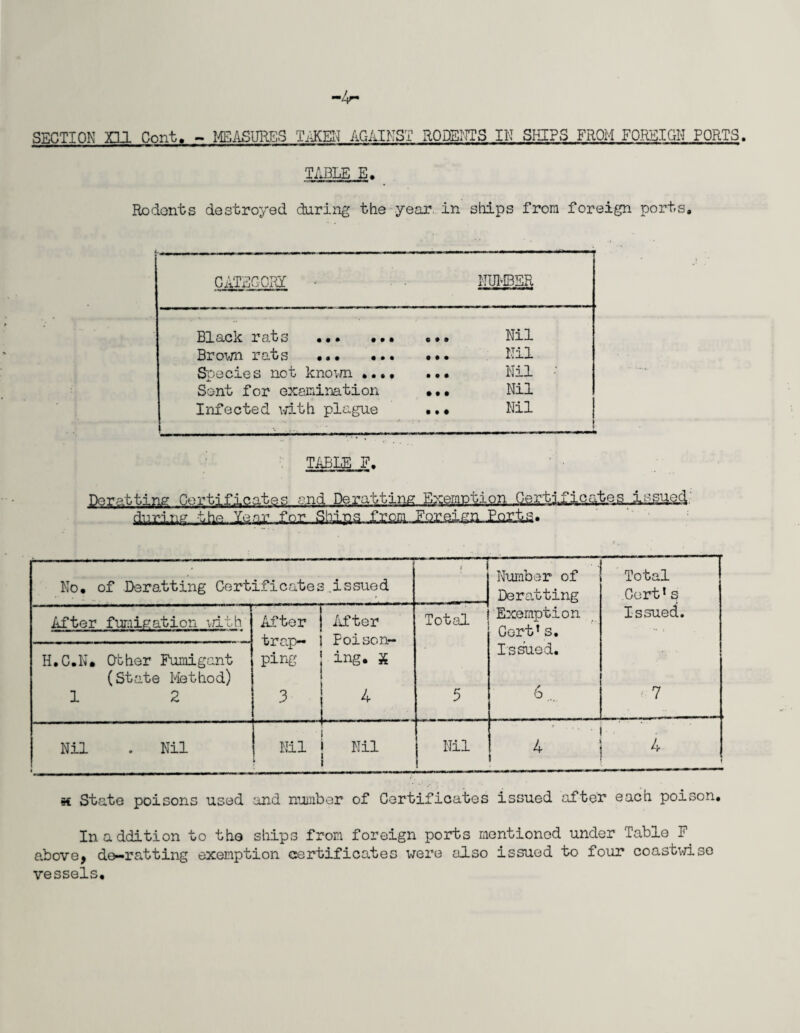 -4-
SECTION X11 Cont. - MEASURES TAKEN AGAINST RODENTS IN SHIPS FROM FOREIGN PORTS.
TABLE E.
Rodents destroyed during the year in ships from foreign ports.
CATEGORY NUMBER
Black rats ... ... ... Nil
Brown rats ... ... ... Nil
Species not known .... ... Nil
Sent for examination ... Nil
Infected with plague ... Nil
TABLE F.
Deratting Certificates and Deratting Exemption Certificates issued
during the Year for Ships from Foreign Ports.
No. of Deratting Certificates issued
After fumigation with
H.C.N. Other Fumigant
(State Method)
1 2
After
trap-
ping
3
After
Poison-
ing. ж
4
Total
5
Number of
Deratting
Exemption
Cert's.
Issued.
6
Total
Cert's
Issued.
7
Nil . Nil Nil Nil Nil 4 4
ж State poisons used and number of Certificates issued after each poison.
In a ddition to the ships from foreign ports mentioned under Table F
above, de-ratting exemption certificates were also issued to four coastwise
vessels.